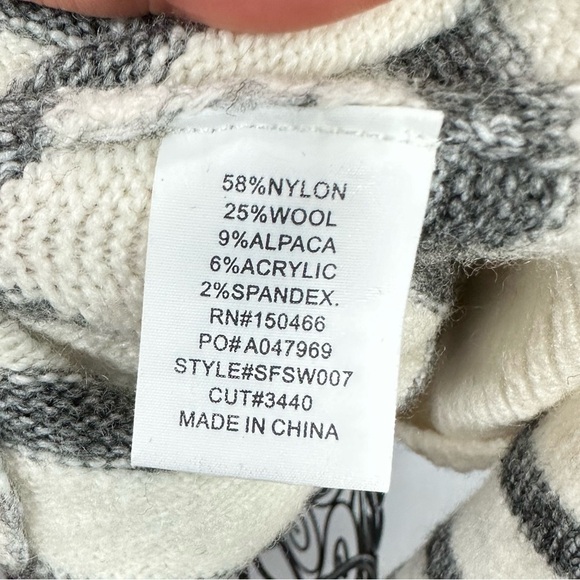 58%NYLON
25%WOOL
9%ALPACA
6%ACRYLIC
2%SPANDEX.
RN#150466
PO#A047969
STYLE#SFSW007
CUT#3440
MADE IN CHINA